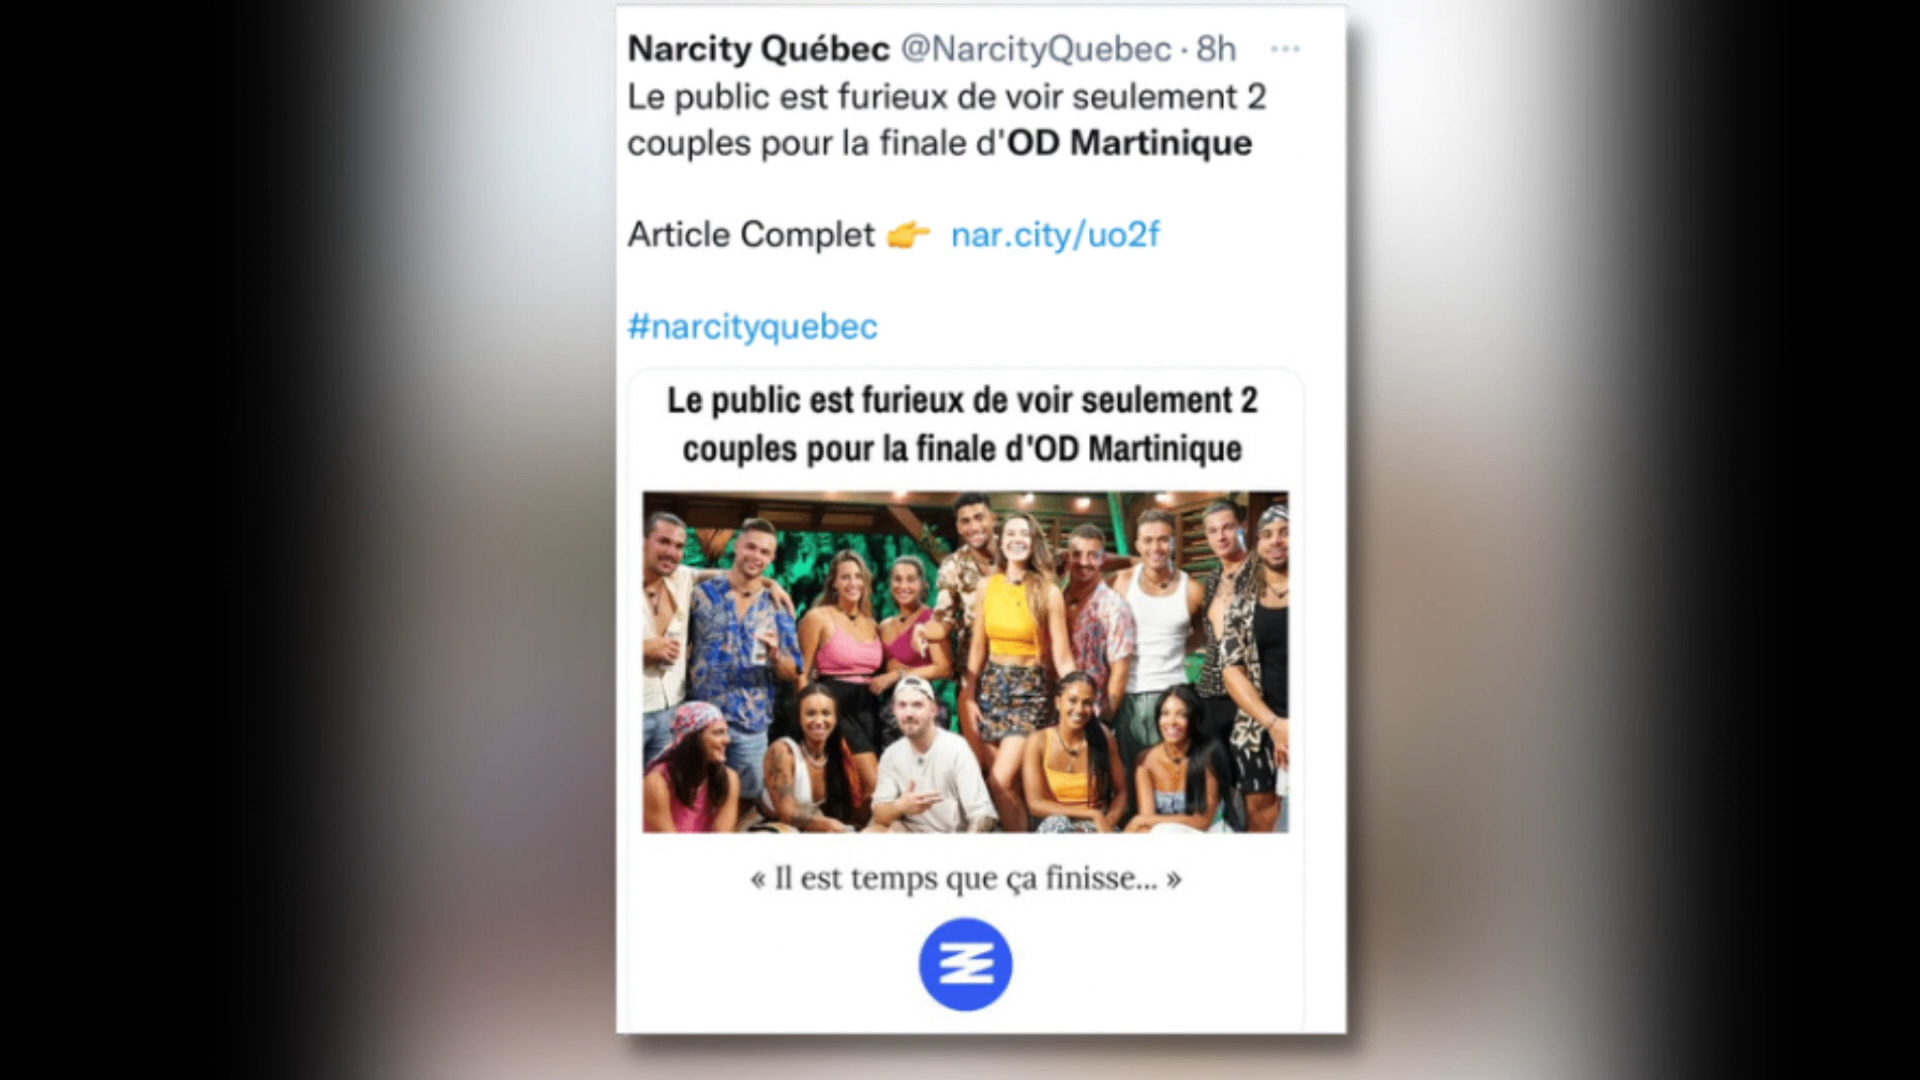 Narcity Québec @NarcityQuebec · 8h ...
Le public est furieux de voir seulement 2
couples pour la finale d'OD Martinique
Article Complet 👉 nar.city/uo2f
#narcityquebec
Le public est furieux de voir seulement 2
couples pour la finale d'OD Martinique
« Il est temps que ça finisse... »